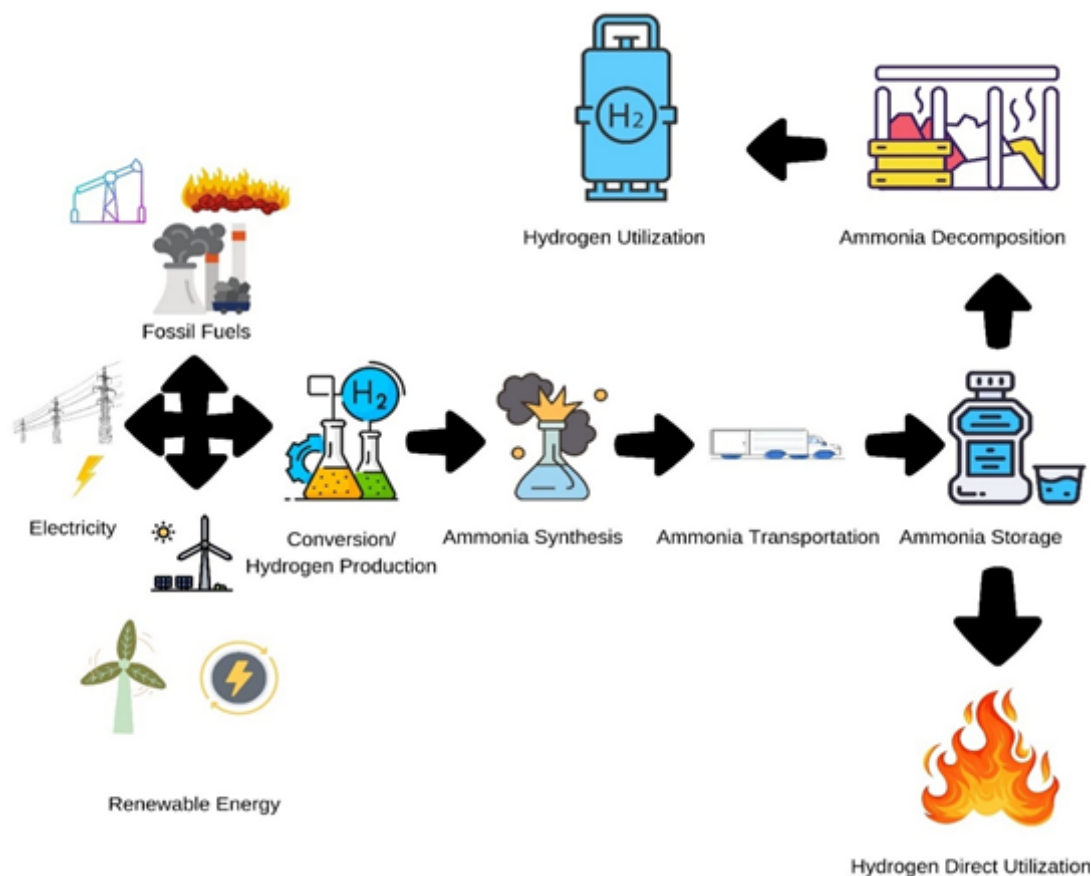 H2
Hydrogen Utilization
Ammonia Decomposition
Fossil Fuels
H2
Electricity
Conversion/
Hydrogen Production
Ammonia Synthesis
Ammonia Transportation
Ammonia Storage
Renewable Energy
Hydrogen Direct Utilization